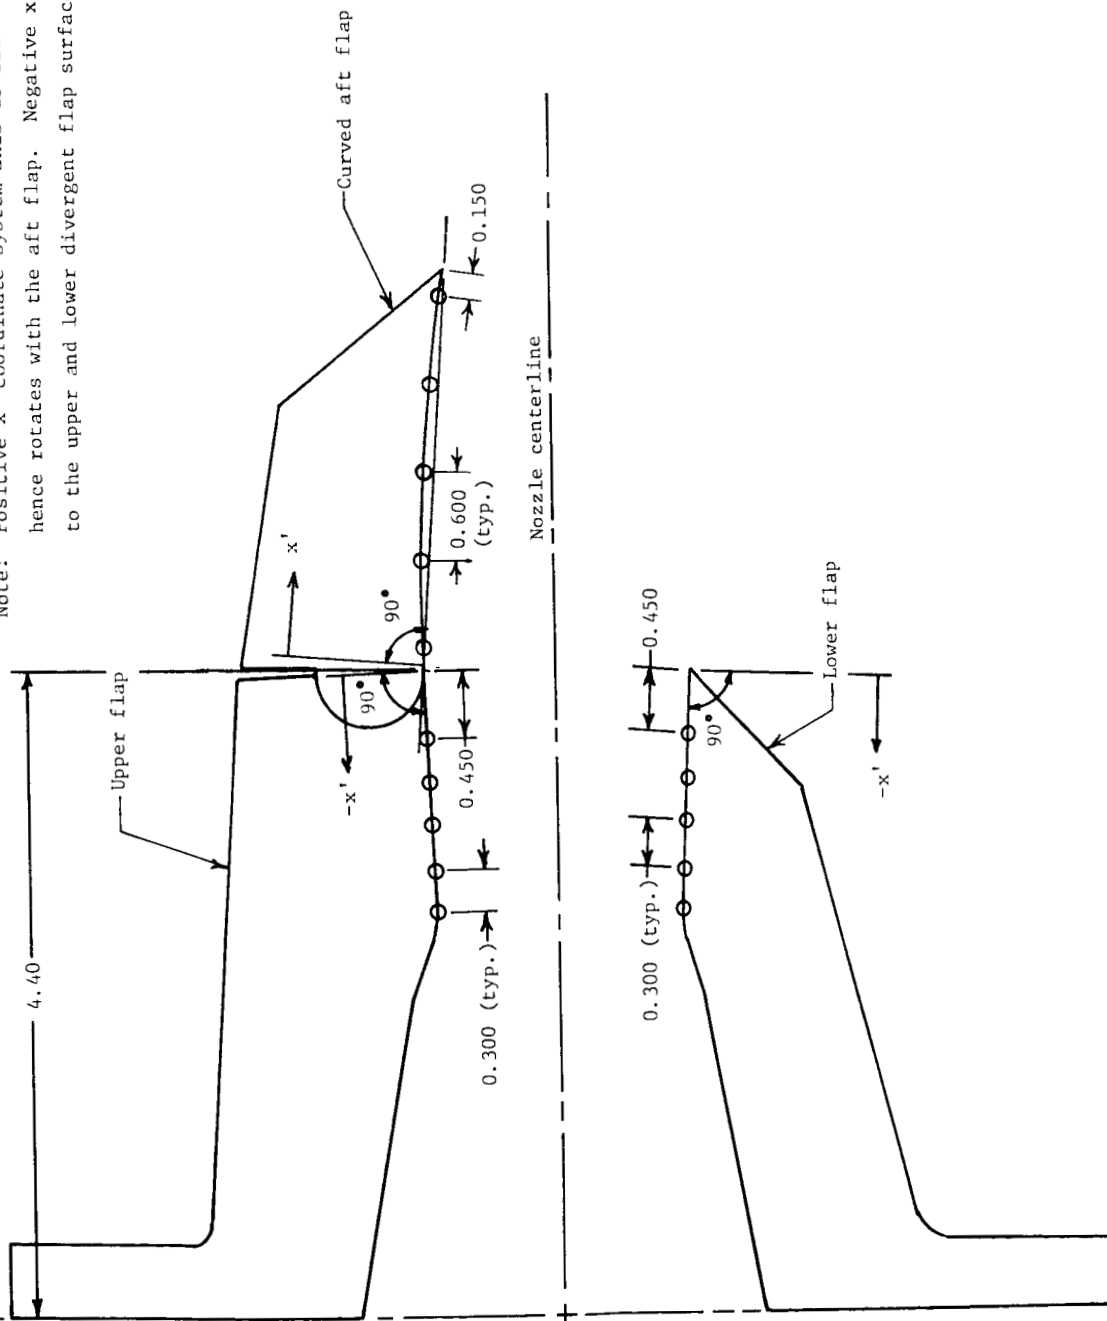 Note: Positive x' coordinate system
hence rotates with the aft flap. Negative x
to the upper and lower divergent flap surfac
Curved aft flap
0.150
Nozzle centerline
0.600
(typ.)
x'
90°
90°
-x'
0.450
Upper flap
4.40
0.300 (typ.)
0.450
90°
Lower flap
-x'
0.300 (typ.)